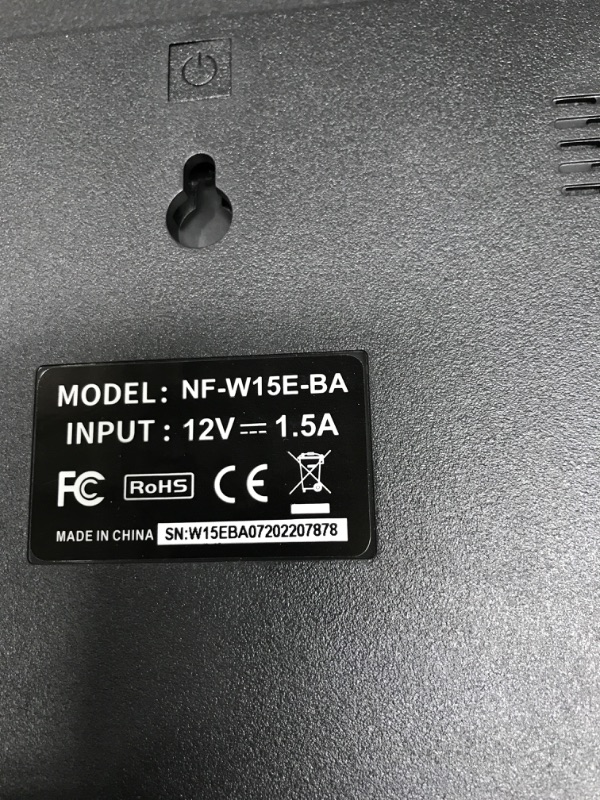 MODEL: NF-W15E-BA
INPUT : 12V⎓1.5A
FC RoHS CE
MADE IN CHINA SN:W15EBA07202207878